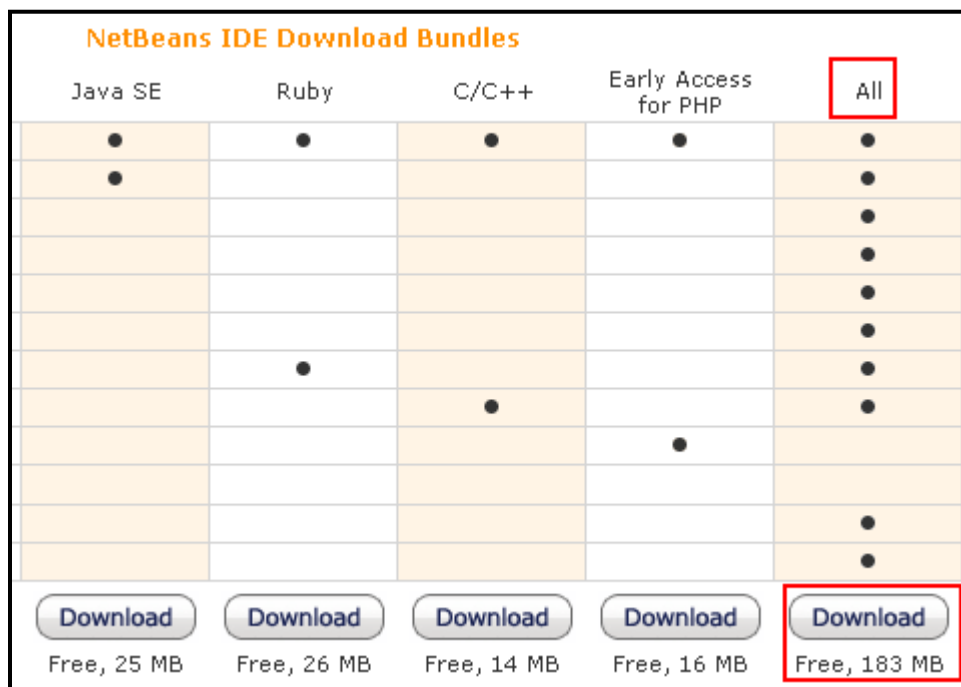 NetBeans IDE Download Bundles
Java SE Ruby C/C++ Early Access for PHP All
Download Download Download Download Download
Free, 25 MB Free, 26 MB Free, 14 MB Free, 16 MB Free, 183 MB